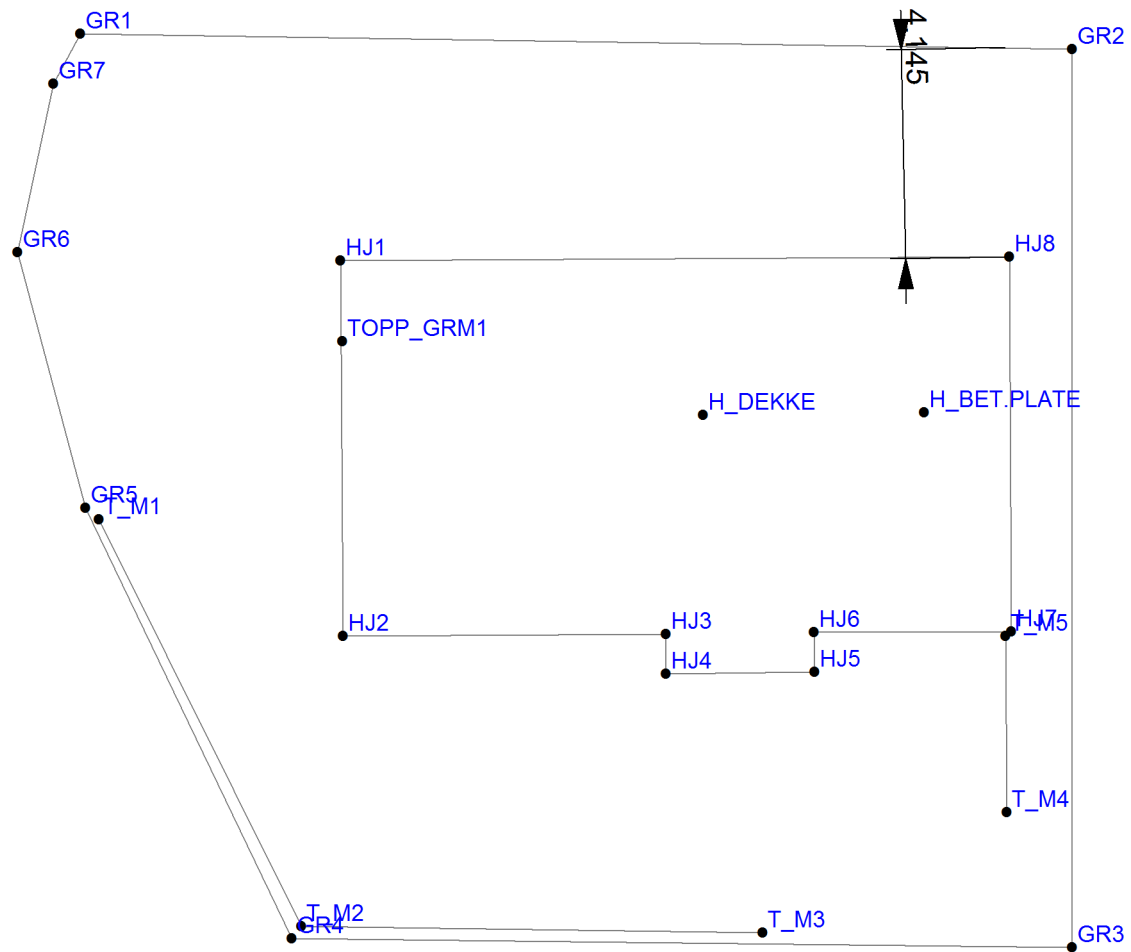 GR1
4,145
GR2
GR7
GR6
HJ1
HJ8
TOPP_GRM1
H_DEKKE
H_BET.PLATE
GR5
T_M1
HJ2
HJ3
HJ6
HJ7
T_M5
HJ4
HJ5
T_M4
T_M2
GR4
T_M3
GR3